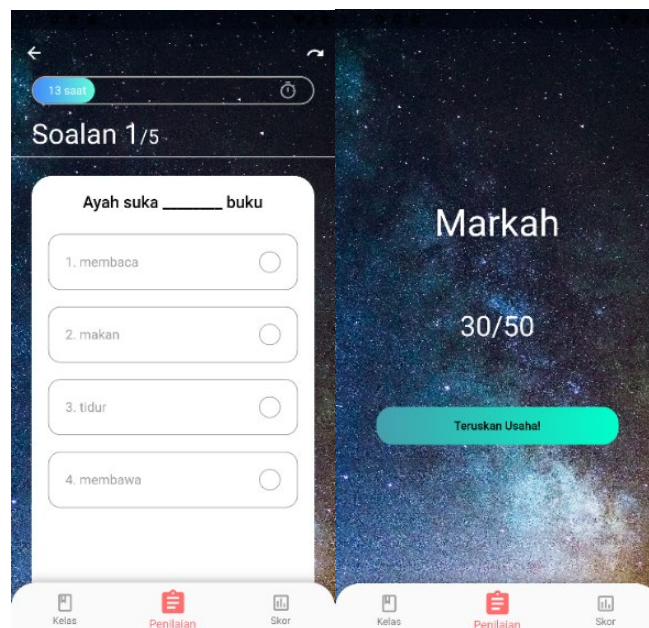 13 saat
Soalan 1/5
Ayah suka ________ buku
1. membaca
2. makan
3. tidur
4. membawa
Kelas
Penilaian
Skor
Markah
30/50
Teruskan Usaha!
Kelas
Penilaian
Skor